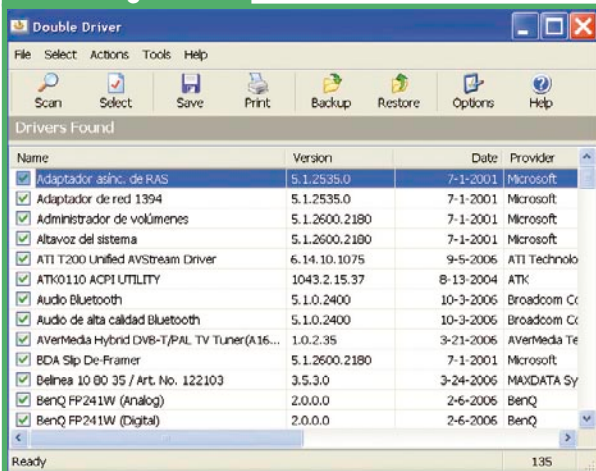 Double Driver
File Select Actions Tools Help
Scan Select Save Print Backup Restore Options Help
Drivers Found
Name Version Date Provider
Adaptador asínc. de RAS 5.1.2535.0 7-1-2001 Microsoft
Adaptador de red 1394 5.1.2535.0 7-1-2001 Microsoft
Administrador de volúmenes 5.1.2600.2180 7-1-2001 Microsoft
Altavoz del sistema 5.1.2600.2180 7-1-2001 Microsoft
ATI T200 Unified AVStream Driver 6.14.10.1075 9-5-2006 ATI Technolo
ATK0110 ACPI UTILITY 1043.2.15.37 8-13-2004 ATK
Audio Bluetooth 5.1.0.2400 10-3-2006 Broadcom Co
Audio de alta calidad Bluetooth 5.1.0.2400 10-3-2006 Broadcom Co
AVerMedia Hybrid DVB-T/PAL TV Tuner(A16... 1.0.2.35 3-21-2006 AVerMedia Te
BDA Slip De-Framer 5.1.2600.2180 7-1-2001 Microsoft
Belinea 10 80 35 / Art. No. 122103 3.5.3.0 3-24-2006 MAXDATA Sy
BenQ FP241W (Analog) 2.0.0.0 2-6-2006 BenQ
BenQ FP241W (Digital) 2.0.0.0 2-6-2006 BenQ
Ready 135